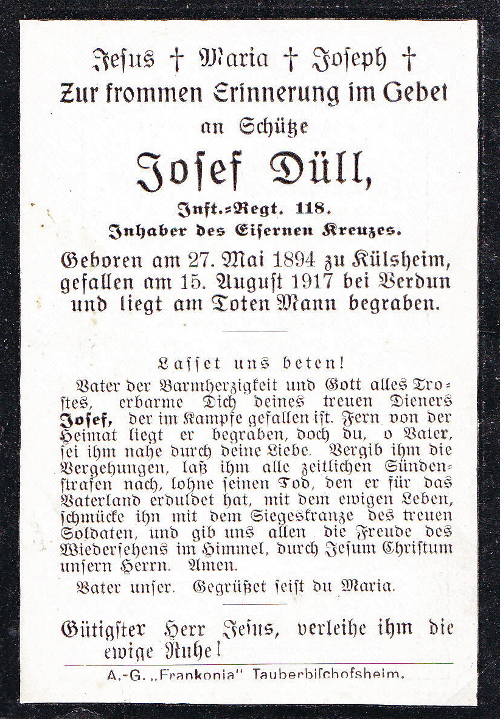 Jesus † Maria † Joseph †
Zur frommen Erinnerung im Gebet
an Schütze
Josef Düll,
Inft.-Regt. 118.
Inhaber des Eisernen Kreuzes.
Geboren am 27. Mai 1894 zu Külsheim,
gefallen am 15. August 1917 bei Verdun
und liegt am Toten Mann begraben.
Lasset uns beten!
Vater der Barmherzigkeit und Gott alles Tro-
stes, erbarme Dich deines treuen Dieners
Josef, der im Kampfe gefallen ist. Fern von der
Heimat liegt er begraben, doch du, o Vater,
sei ihm nahe durch deine Liebe. Vergib ihm die
Vergehungen, laß ihm alle zeitlichen Sünden-
strafen nach, lohne seinen Tod, den er für das
Vaterland erduldet hat, mit dem ewigen Leben,
schmücke ihn mit dem Siegeskranze des treuen
Soldaten, und gib uns allen die Freude des
Wiedersehens im Himmel, durch Jesum Christum
unsern Herrn. Amen.
Vater unser. Gegrüßet seist du Maria.
Gütigster Herr Jesus, verleihe ihm die
ewige Ruhe!
A.-G. „Frankonia" Tauberbischofsheim.